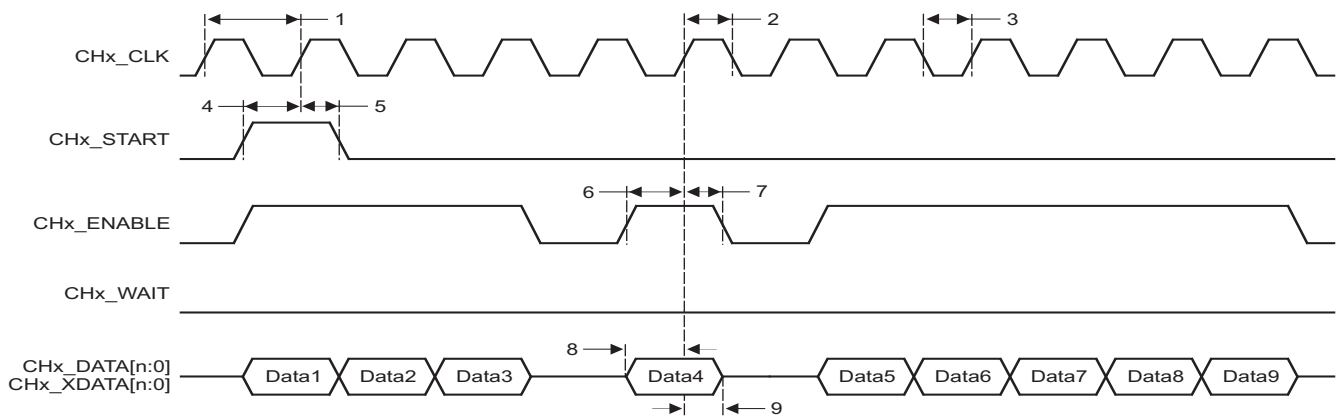 1
2
3
CHx_CLK
4
5
CHx_START
6
7
CHx_ENABLE
CHx_WAIT
8
CHx_DATA[n:0]
CHx_XDATA[n:0]
Data1 Data2 Data3 Data4 Data5 Data6 Data7 Data8 Data9
9